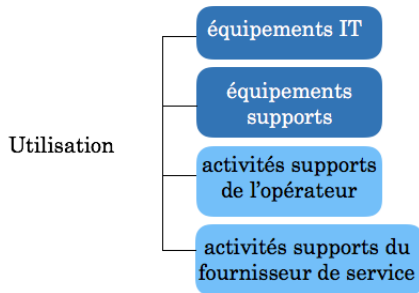 équipements IT
équipements
supports
Utilisation
activités supports
de l'opérateur
activités supports du
fournisseur de service